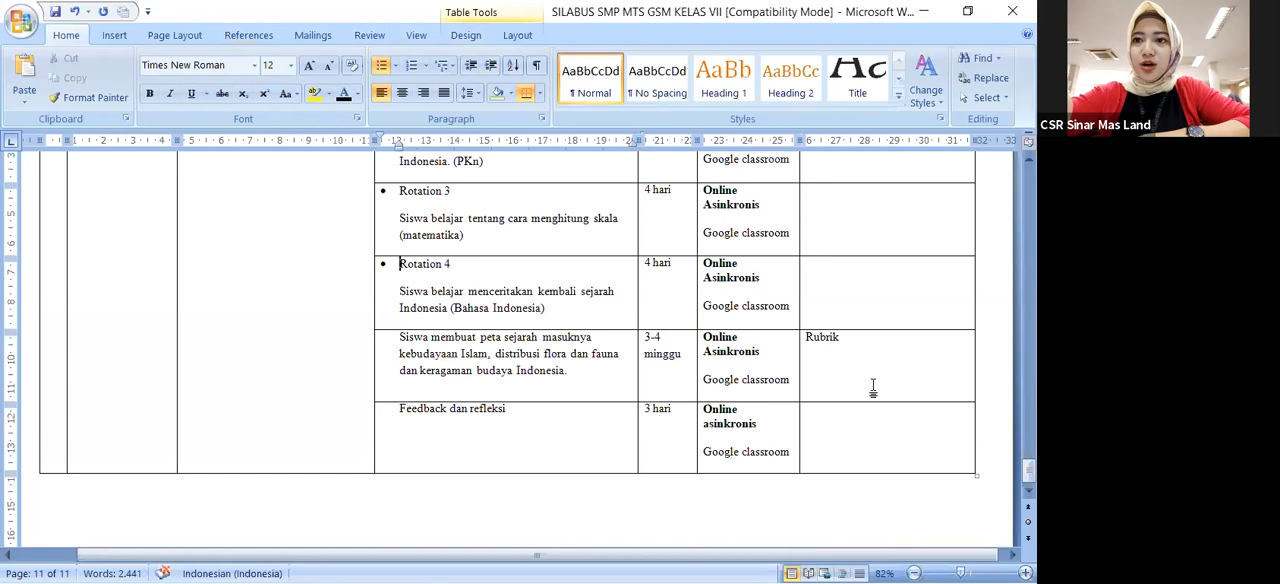 Table Tools
SILABUS SMP MTS GSM KELAS VII [Compatibility Mode] - Microsoft W...
Home Insert Page Layout References Mailings Review View Design Layout
Paste
Cut
Copy
Format Painter
Clipboard
Times New Roman 12
Font
Paragraph
AaBbCcDd AaBbCcDd AaBb AaBbCc Aa
¶ Normal ¶ No Spacing Heading 1 Heading 2 Title
Change
Styles
Styles
Find
Replace
Select
Editing
CSR Sinar Mas Land
Indonesia. (PKn)
Google classroom
• Rotation 3
Siswa belajar tentang cara menghitung skala
(matematika)
4 hari
Online
Asinkronis
Google classroom
• Rotation 4
Siswa belajar menceritakan kembali sejarah
Indonesia (Bahasa Indonesia)
4 hari
Online
Asinkronis
Google classroom
Siswa membuat peta sejarah masuknya
kebudayaan Islam, distribusi flora dan fauna
dan keragaman budaya Indonesia.
3-4
minggu
Online
Asinkronis
Google classroom
Rubrik
Feedback dan refleksi
3 hari
Online
asinkronis
Google classroom
Page: 11 of 11 Words: 2.441 Indonesian (Indonesia) 82%